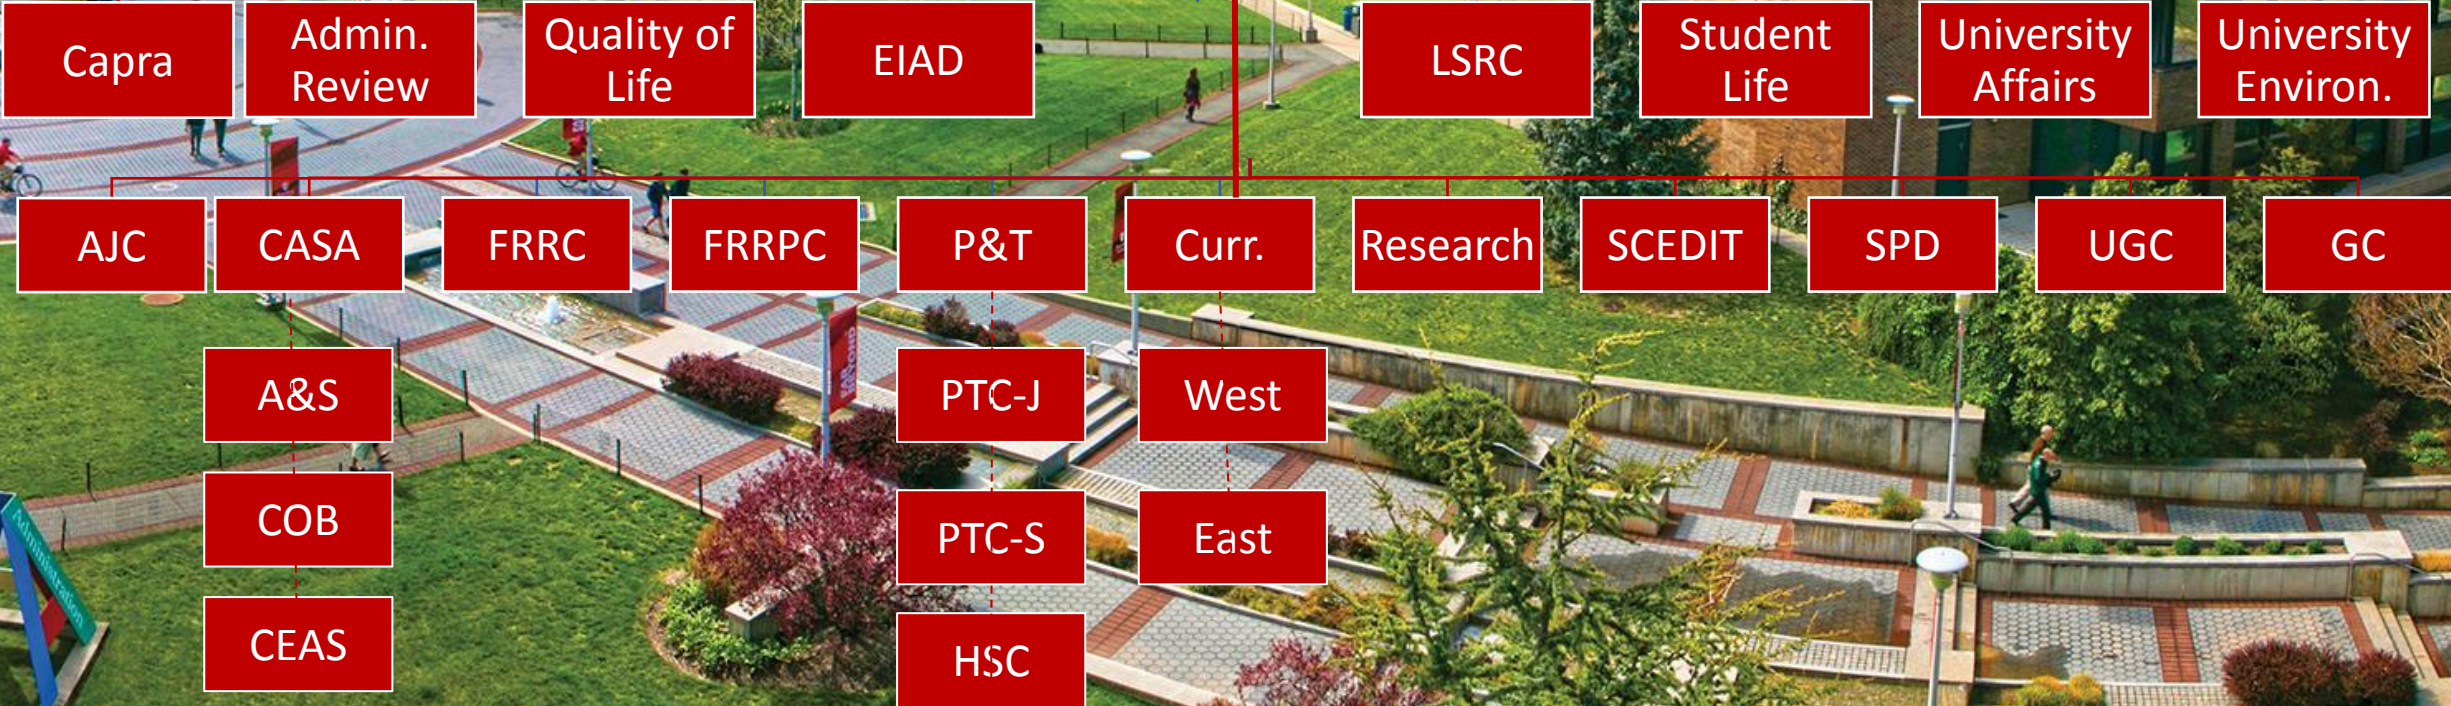 Capra
Admin.
Review
Quality of
Life
EIAD
LSRC
Student
Life
University
Affairs
University
Environ.
AJC
CASA
FRRC
FRRPC
P&T
Curr.
Research
SCEDIT
SPD
UGC
GC
A&S
PTC-J
West
COB
PTC-S
East
CEAS
HSC
Administration